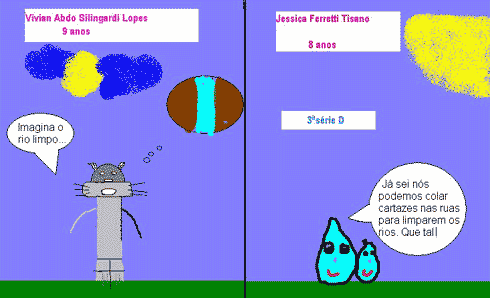 Vivian Abdo Silingardi Lopes
9 anos
Imagina o
rio limpo...
Jessica Ferretti Tisano
8 anos
3ªsérie D
Já sei nós
podemos colar
cartazes nas ruas
para limparem os
rios. Que tal